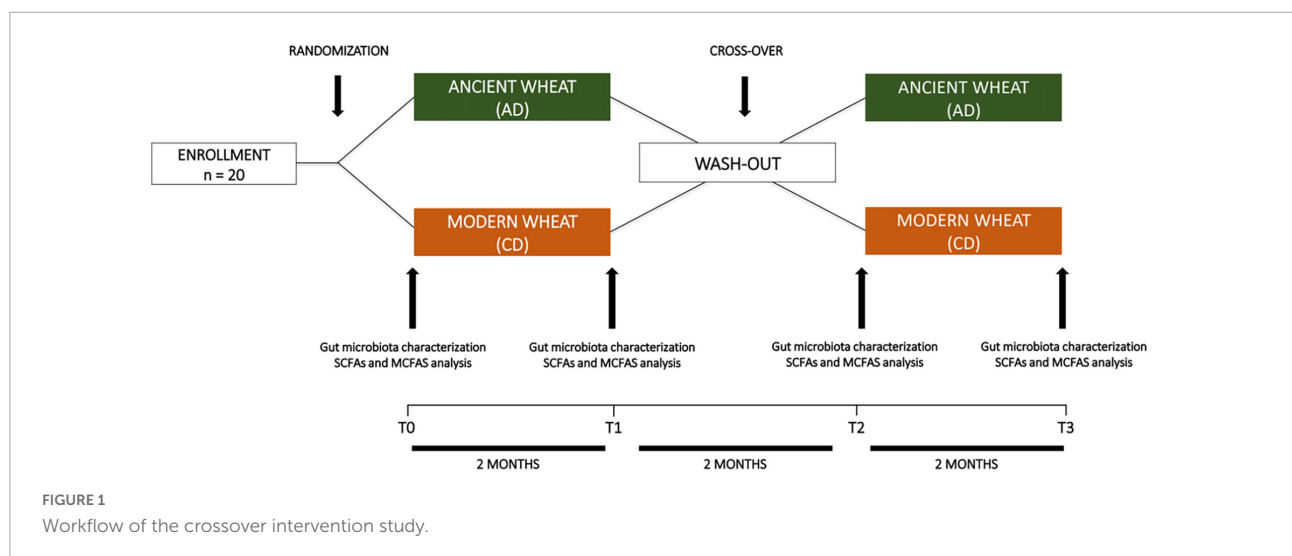 RANDOMIZATION
CROSS-OVER
ANCIENT WHEAT
(AD)
ANCIENT WHEAT
(AD)
ENROLLMENT
n = 20
WASH-OUT
MODERN WHEAT
(CD)
MODERN WHEAT
(CD)
Gut microbiota characterization
SCFAs and MCFAS analysis
Gut microbiota characterization
SCFAs and MCFAS analysis
Gut microbiota characterization
SCFAs and MCFAS analysis
Gut microbiota characterization
SCFAs and MCFAS analysis
T0
T1
T2
T3
2 MONTHS
2 MONTHS
2 MONTHS
FIGURE 1
Workflow of the crossover intervention study.